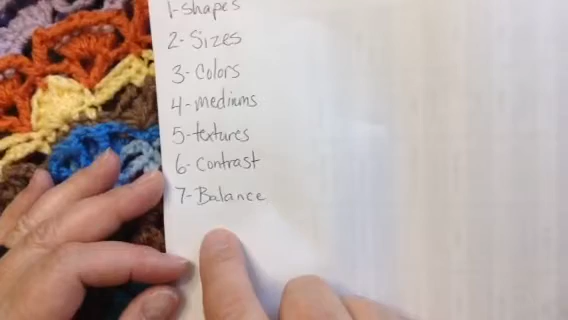 1-shapes
2-Sizes
3-Colors
4-mediums
5-textures
6-Contrast
7-Balance